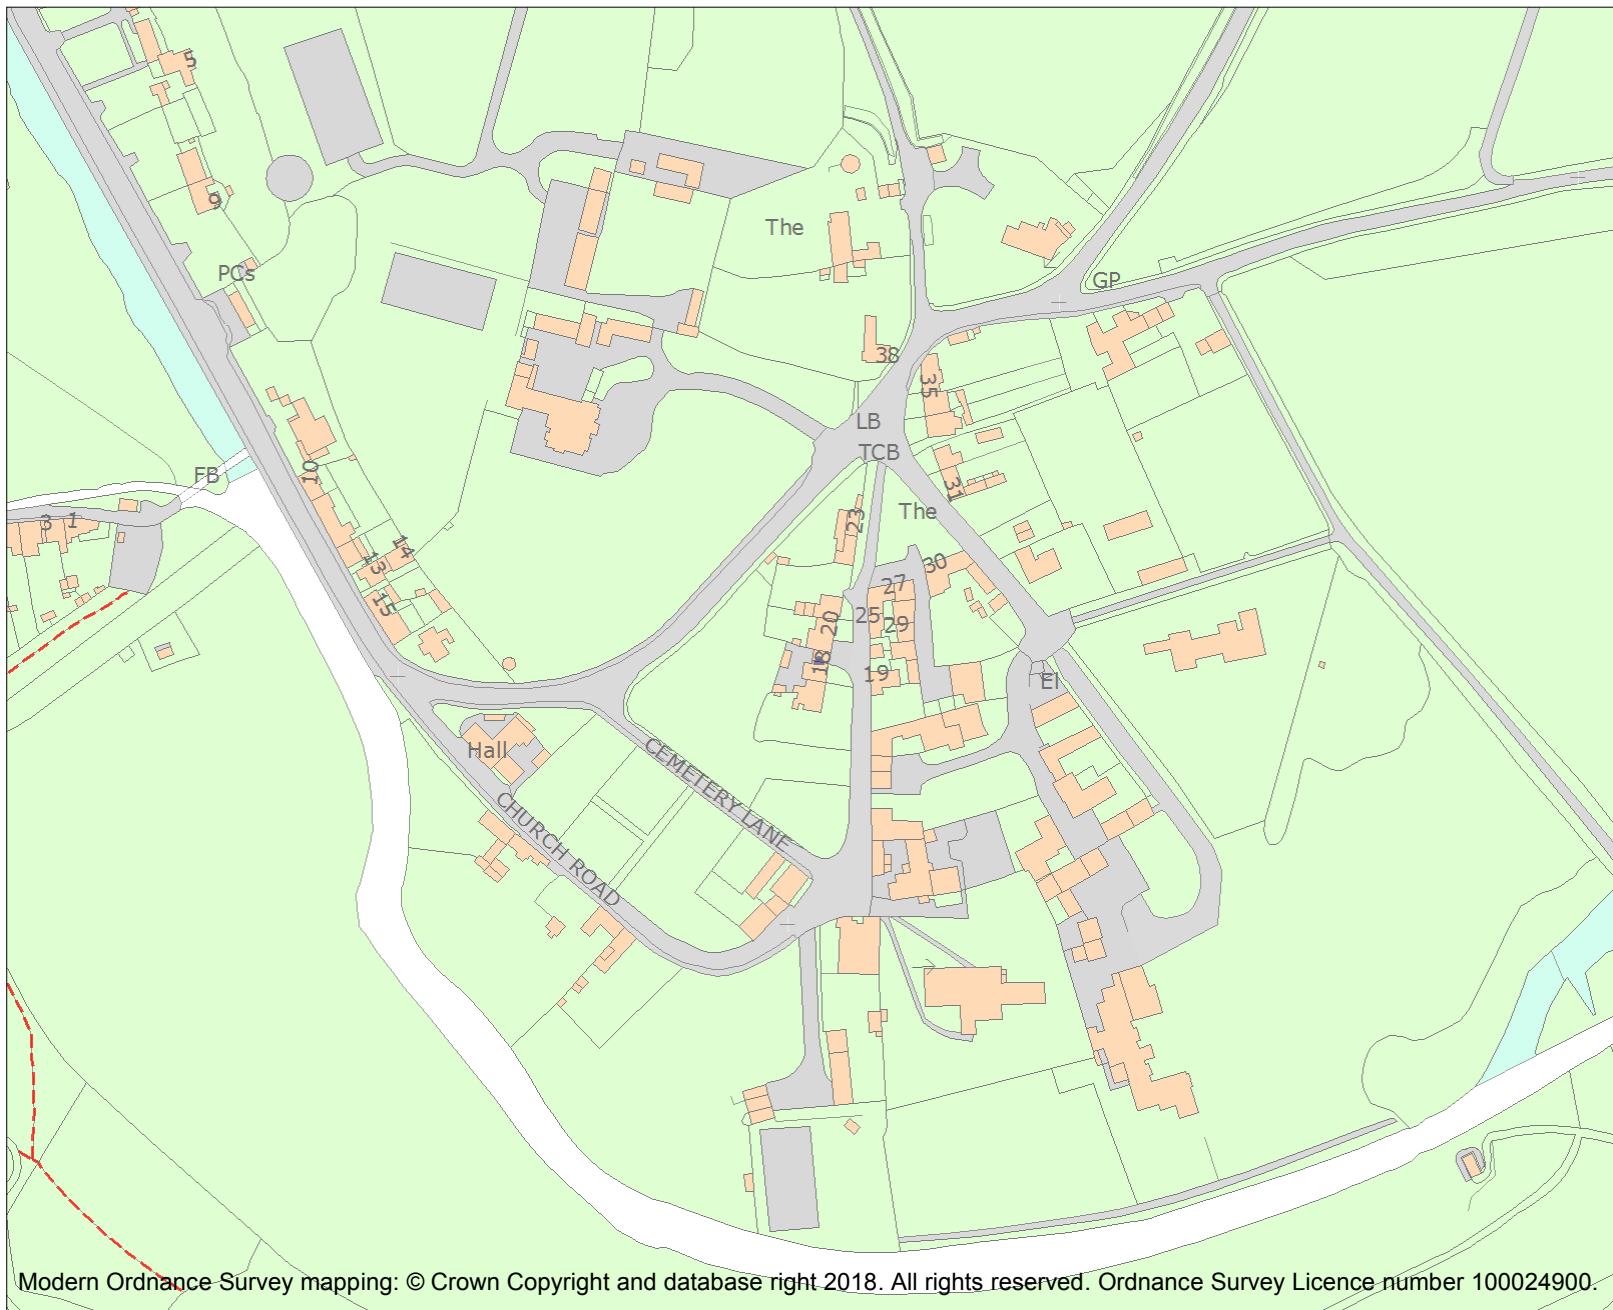 5
9
PCs
The
GP
38
35
LB
TCB
10
FB
31
The
3
1
23
14
13
30
27
15
25
20
29
18
19
El
Hall
CEMETERY LANE
CHURCH ROAD
Modern Ordnance Survey mapping: © Crown Copyright and database right 2018. All rights reserved. Ordnance Survey Licence number 100024900.